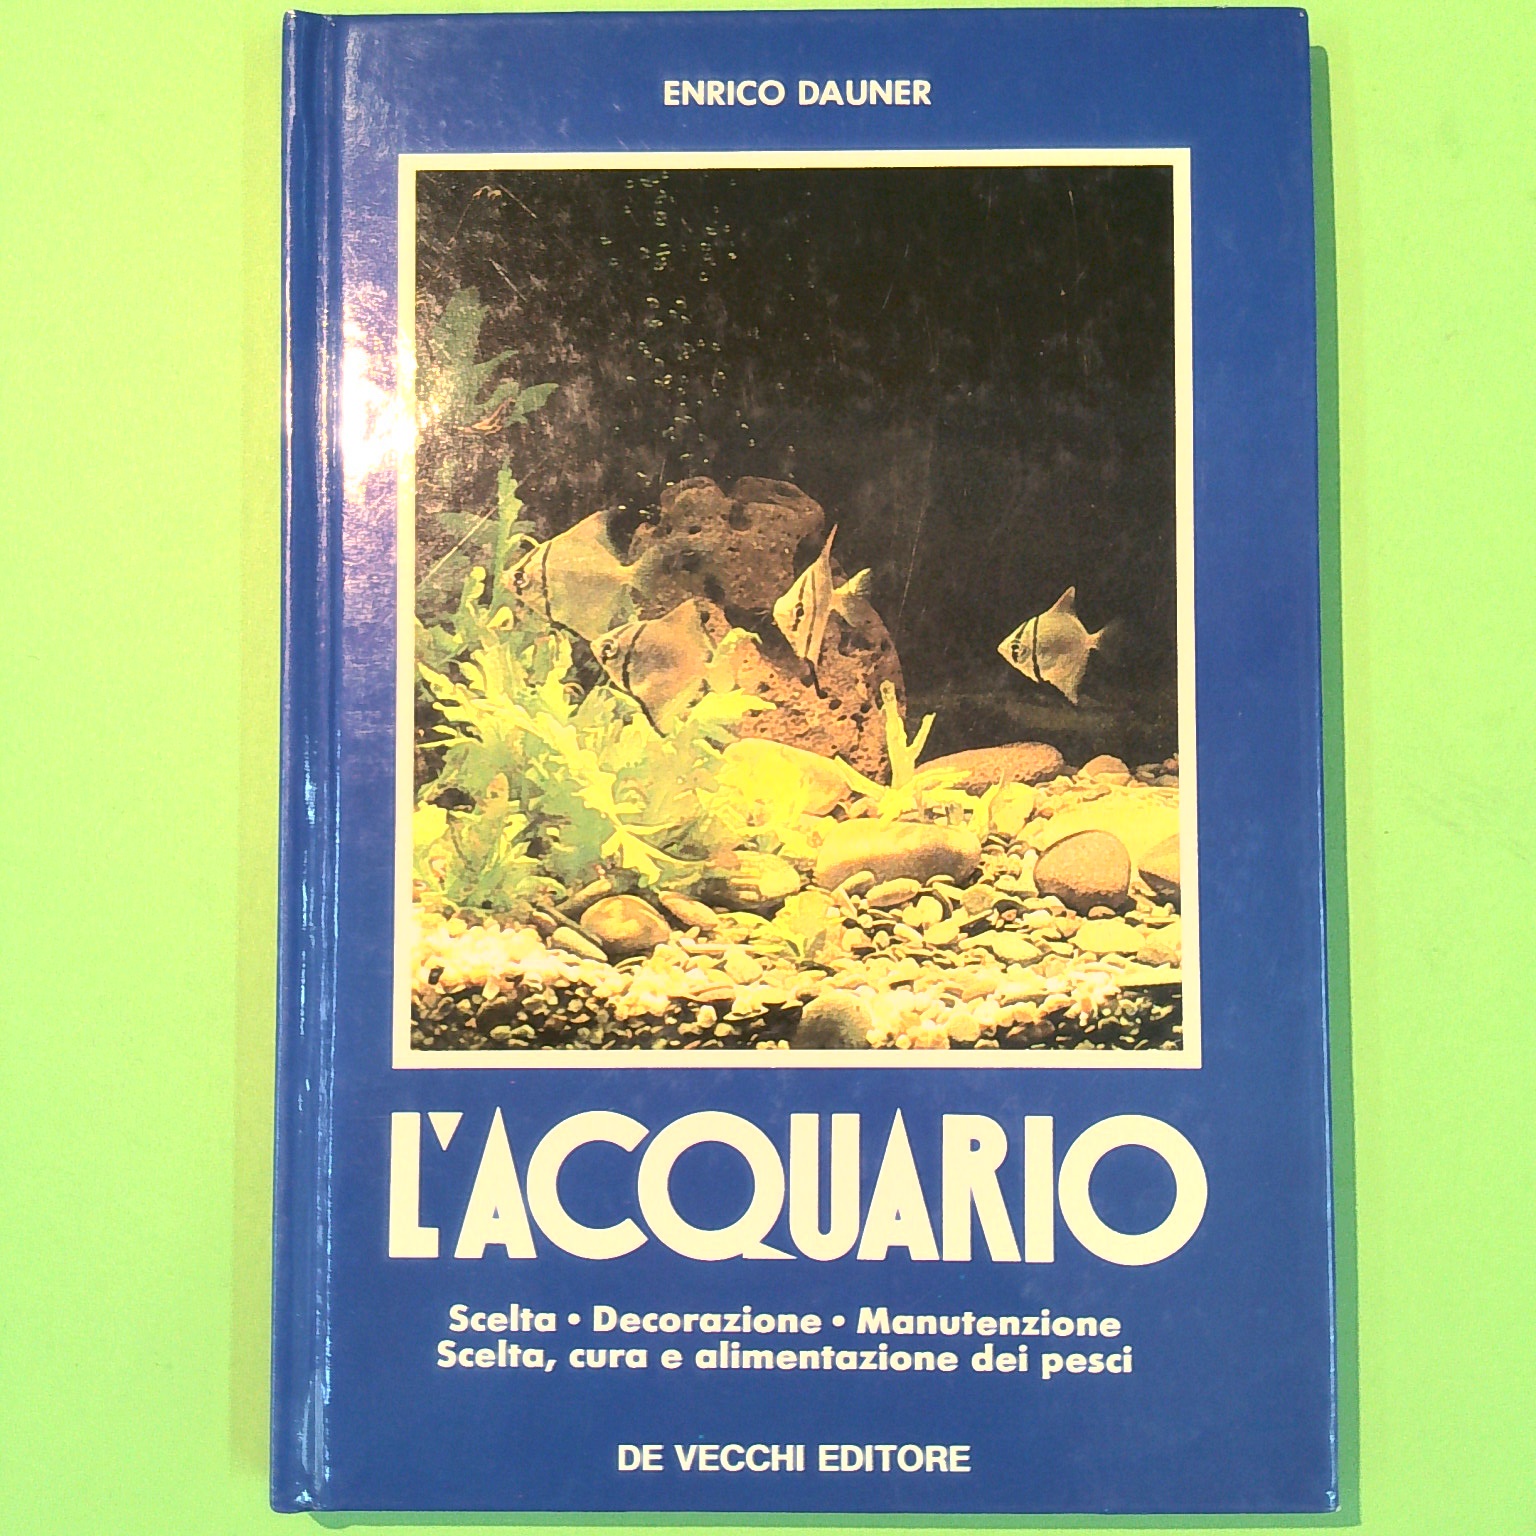 ENRICO DAUNER
L'ACQUARIO
Scelta • Decorazione • Manutenzione
Scelta, cura e alimentazione dei pesci
DE VECCHI EDITORE